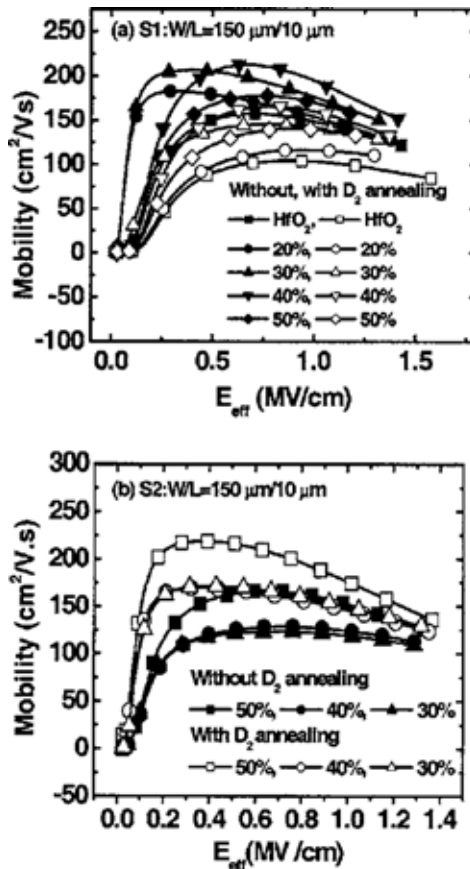 (a) S1:W/L=150 μm/10 μm
Mobility (cm²/Vs)
250
200
150
100
50
0
-50
-100
Without, with D₂ annealing
HfO₂, HfO₂
20%, 20%
30%, 30%
40%, 40%
50%, 50%
0.0 0.5 1.0 1.5
E_eff (MV/cm)
(b) S2:W/L=150 μm/10 μm
Mobility (cm²/V.s)
300
250
200
150
100
50
0
-50
Without D₂ annealing
50%, 40%, 30%
With D₂ annealing
50%, 40%, 30%
0.0 0.2 0.4 0.6 0.8 1.0 1.2 1.4
E_eff (MV/cm)